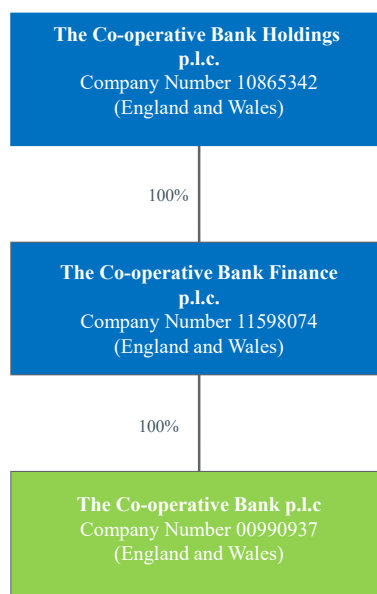 The Co-operative Bank Holdings
p.l.c.
Company Number 10865342
(England and Wales)
100%
The Co-operative Bank Finance
p.l.c.
Company Number 11598074
(England and Wales)
100%
The Co-operative Bank p.l.c
Company Number 00990937
(England and Wales)